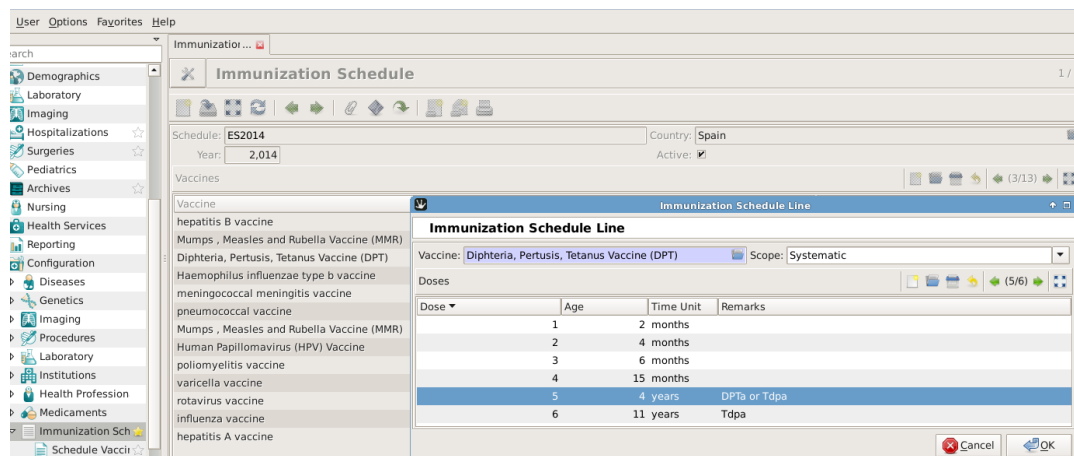 User Options Favorites Help
earch
Immunization ...
Demographics
Laboratory
Imaging
Hospitalizations
Surgeries
Pediatrics
Archives
Nursing
Health Services
Reporting
Configuration
Diseases
Genetics
Imaging
Procedures
Laboratory
Institutions
Health Profession
Medicaments
Immunization Sch
Schedule Vaccin
Immunization Schedule
1/
Schedule: ES2014
Country: Spain
Year: 2,014
Active:
Vaccines
(3/13)
Vaccine
hepatitis B vaccine
Mumps , Measles and Rubella Vaccine (MMR)
Diphteria, Pertusis, Tetanus Vaccine (DPT)
Haemophilus influenzae type b vaccine
meningococcal meningitis vaccine
pneumococcal vaccine
Mumps , Measles and Rubella Vaccine (MMR)
Human Papillomavirus (HPV) Vaccine
poliomyelitis vaccine
varicella vaccine
rotavirus vaccine
influenza vaccine
hepatitis A vaccine
Immunization Schedule Line
Immunization Schedule Line
Vaccine: Diphteria, Pertusis, Tetanus Vaccine (DPT) Scope: Systematic
Doses
(5/6)
Dose Age Time Unit Remarks
1 2 months
2 4 months
3 6 months
4 15 months
5 4 years DPTa or Tdpa
6 11 years Tdpa
Cancel OK